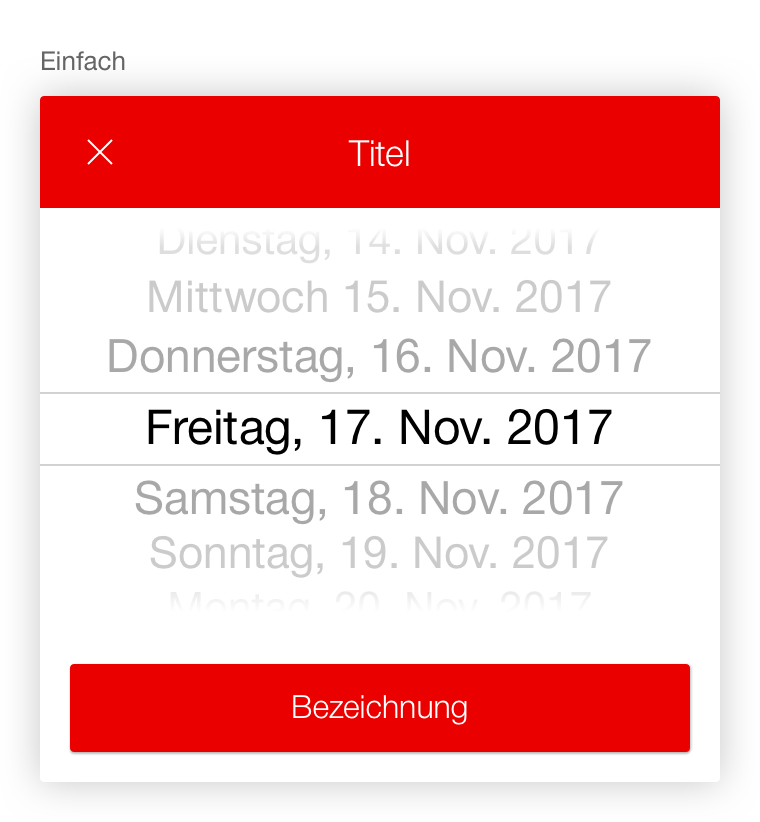 Einfach
Titel
Dienstag, 14. Nov. 2017
Mittwoch 15. Nov. 2017
Donnerstag, 16. Nov. 2017
Freitag, 17. Nov. 2017
Samstag, 18. Nov. 2017
Sonntag, 19. Nov. 2017
Montag, 20. Nov. 2017
Bezeichnung